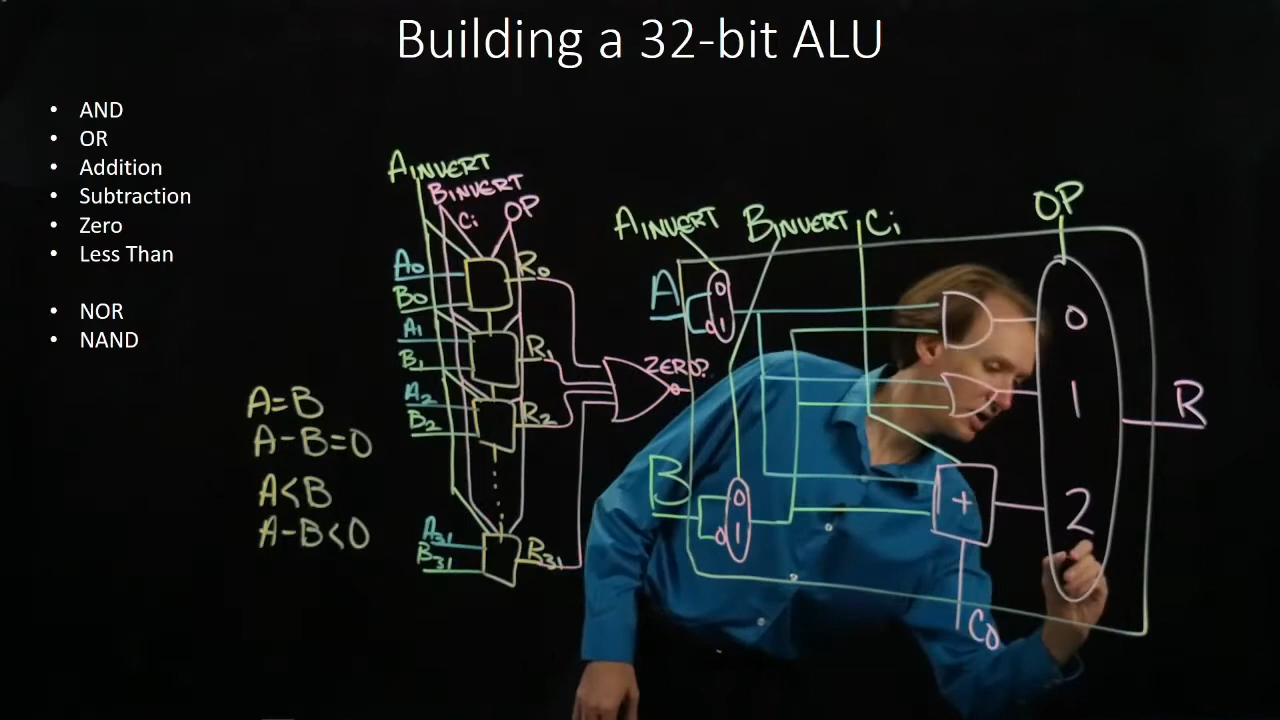 Building a 32-bit ALU
• AND
• OR
• Addition
• Subtraction
• Zero
• Less Than
• NOR
• NAND
A=B
A-B=0
A<B
A-B<0
AINVERT
BINVERT
Ci
OP
A0
B0
R0
A1
B1
R1
A2
B2
R2
A31
B31
R31
ZERO?
AINVERT
BINVERT
Ci
OP
A
0
1
B
0
1
+
Co
0
1
2
R